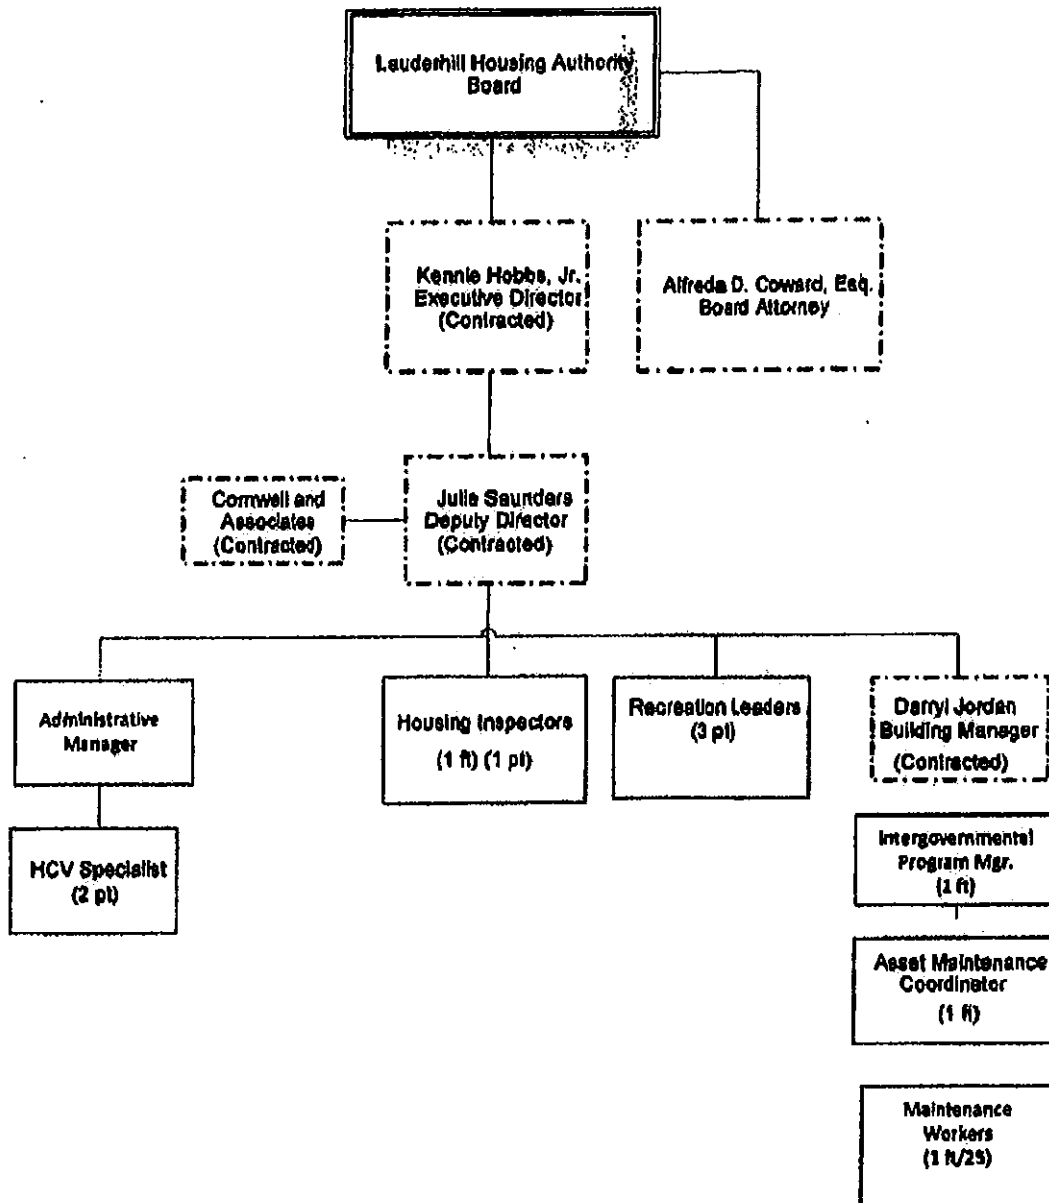 Lauderhill Housing Authority
Board
Kennie Hobbs, Jr.
Executive Director
(Contracted)
Alfreda D. Coward, Esq.
Board Attorney
Cornwell and
Associates
(Contracted)
Julie Saunders
Deputy Director
(Contracted)
Administrative
Manager
Housing Inspectors
(1 ft) (1 pt)
Recreation Leaders
(3 pt)
Darryl Jordan
Building Manager
(Contracted)
HCV Specialist
(2 pt)
Intergovernmental
Program Mgr.
(1 ft)
Asset Maintenance
Coordinator
(1 ft)
Maintenance
Workers
(1 ft/25)